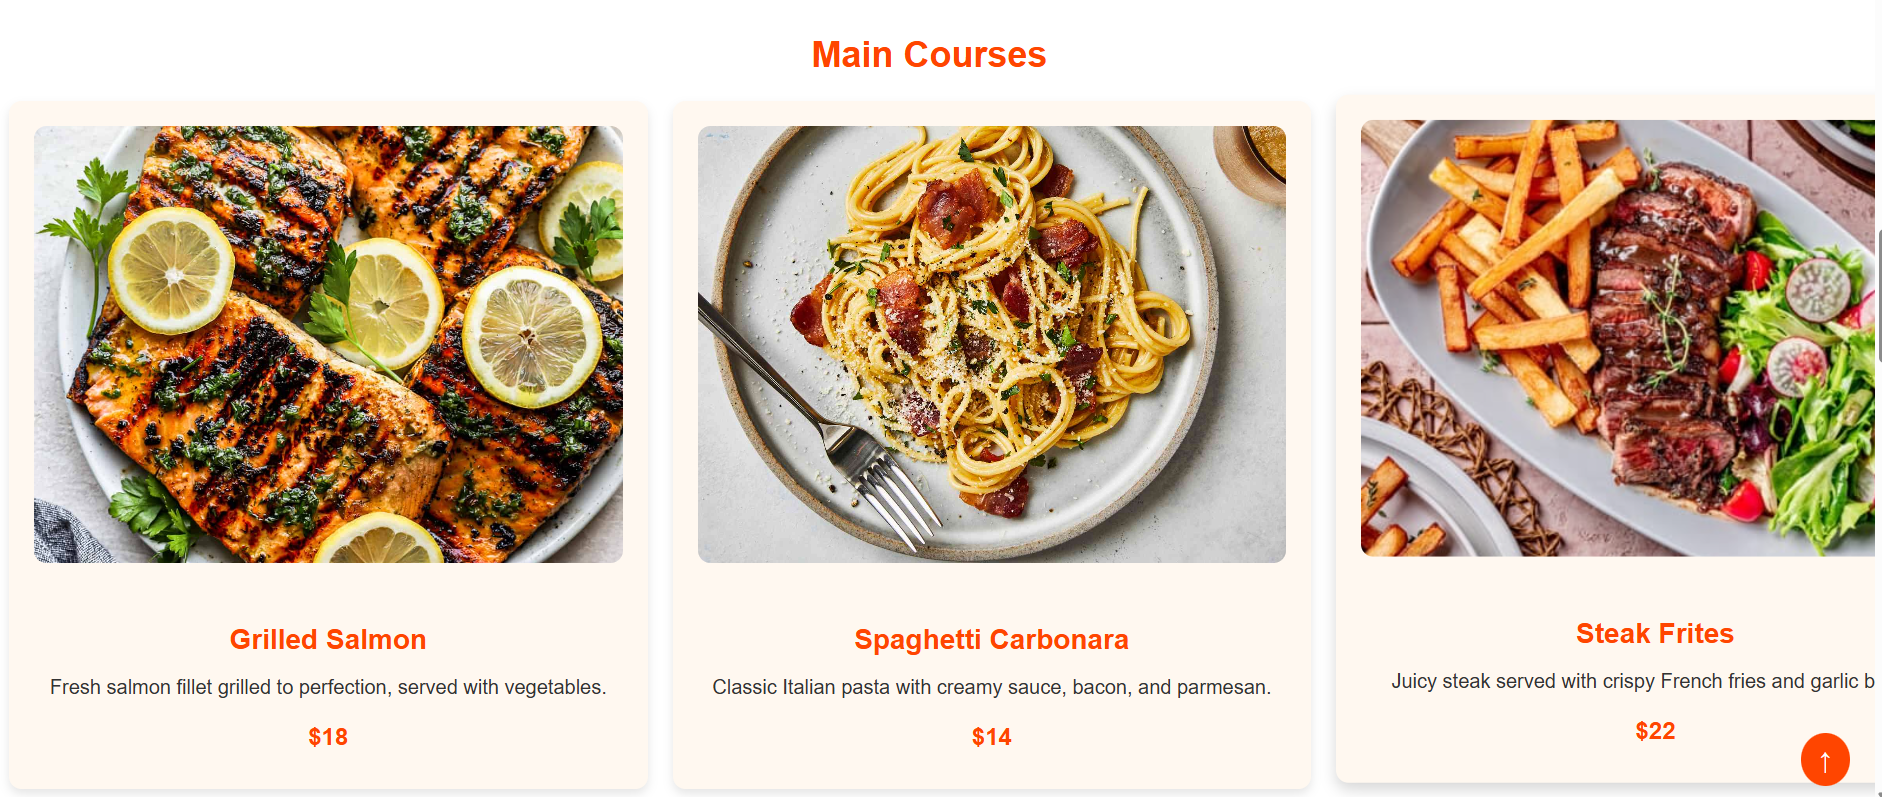 Main Courses
Grilled Salmon
Fresh salmon fillet grilled to perfection, served with vegetables.
$18
Spaghetti Carbonara
Classic Italian pasta with creamy sauce, bacon, and parmesan.
$14
Steak Frites
Juicy steak served with crispy French fries and garlic
$22
↑